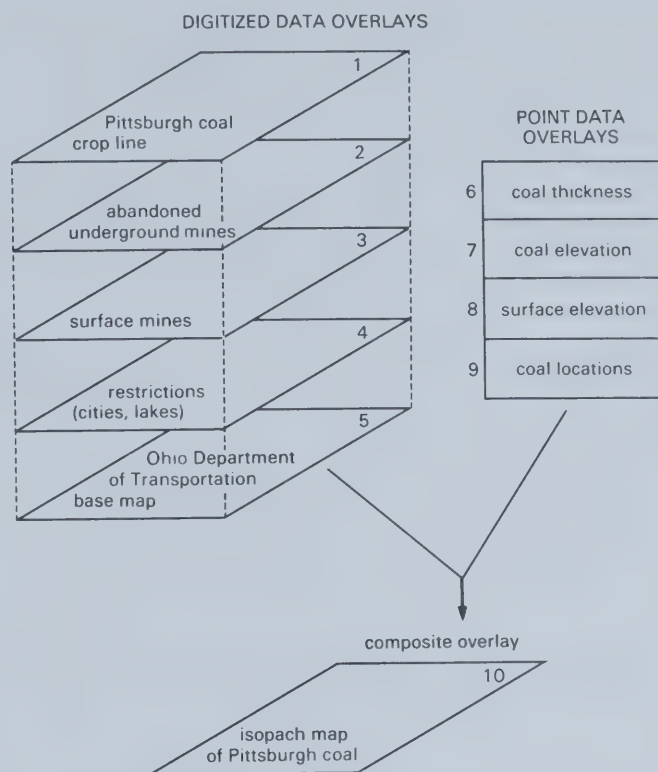 DIGITIZED DATA OVERLAYS
1
Pittsburgh coal
crop line
2
abandoned
underground mines
3
surface mines
4
restrictions
(cities, lakes)
5
Ohio Department
of Transportation
base map
POINT DATA
OVERLAYS
6 coal thickness
7 coal elevation
8 surface elevation
9 coal locations
composite overlay
10
isopach map
of Pittsburgh coal